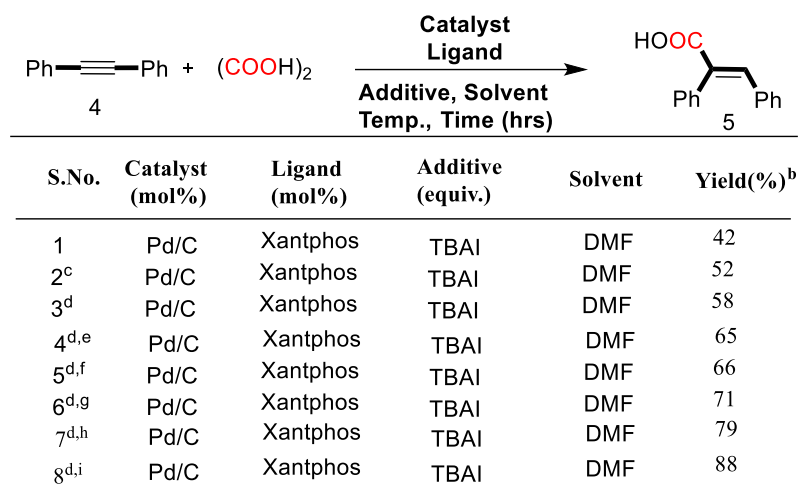 Ph Ph + (COOH)2
4
Catalyst
Ligand
Additive, Solvent
Temp., Time (hrs)
HOOC
Ph Ph
5
S.No. Catalyst (mol%) Ligand (mol%) Additive (equiv.) Solvent Yield(%)b
1 Pd/C Xantphos TBAI DMF 42
2c Pd/C Xantphos TBAI DMF 52
3d Pd/C Xantphos TBAI DMF 58
4d,e Pd/C Xantphos TBAI DMF 65
5d,f Pd/C Xantphos TBAI DMF 66
6d,g Pd/C Xantphos TBAI DMF 71
7d,h Pd/C Xantphos TBAI DMF 79
8d,i Pd/C Xantphos TBAI DMF 88